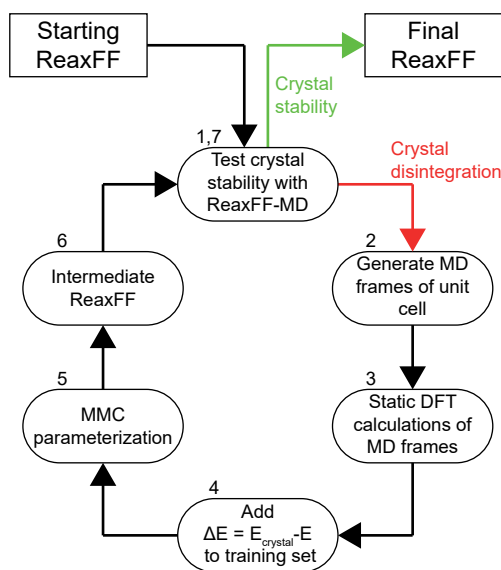 Starting
ReaxFF
Final
ReaxFF
Crystal
stability
1,7
Test crystal
stability with
ReaxFF-MD
Crystal
disintegration
2
Generate MD
frames of unit
cell
3
Static DFT
calculations of
MD frames
4
Add
ΔE = E_crystal-E
to training set
5
MMC
parameterization
6
Intermediate
ReaxFF